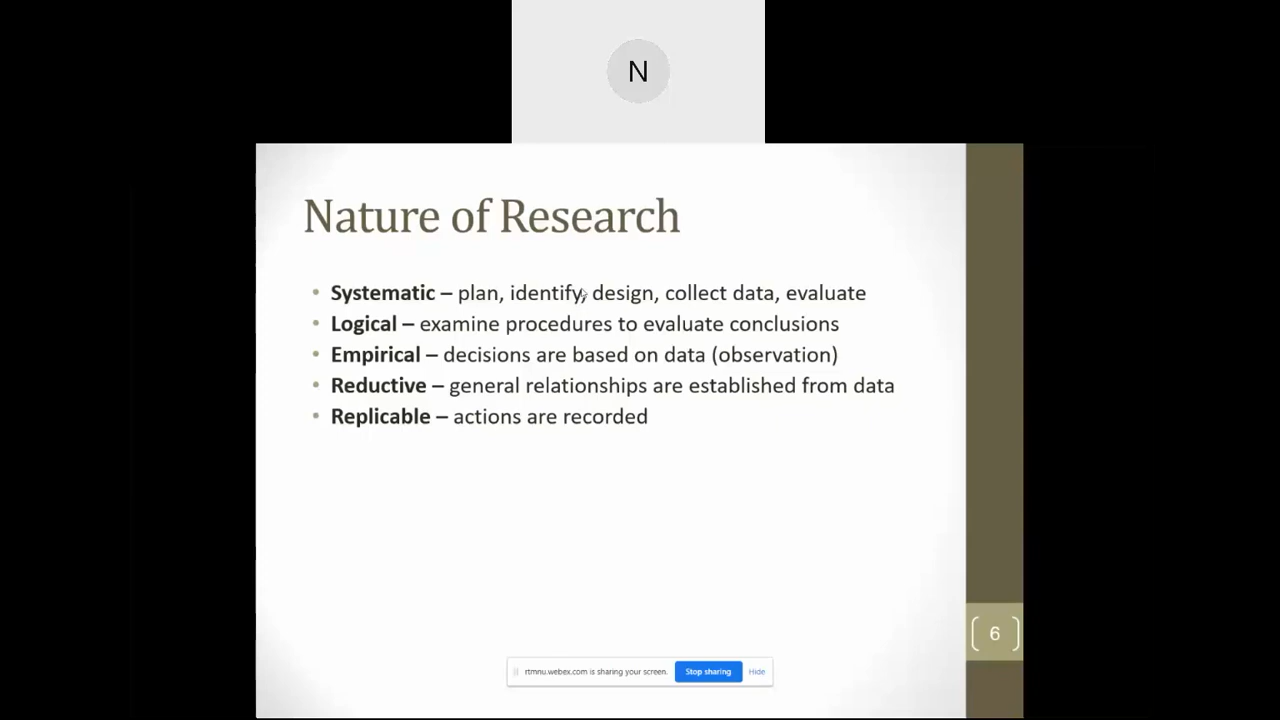 N
Nature of Research
• Systematic – plan, identify, design, collect data, evaluate
• Logical – examine procedures to evaluate conclusions
• Empirical – decisions are based on data (observation)
• Reductive – general relationships are established from data
• Replicable – actions are recorded
6
rtmnu.webex.com is sharing your screen. Stop sharing Hide